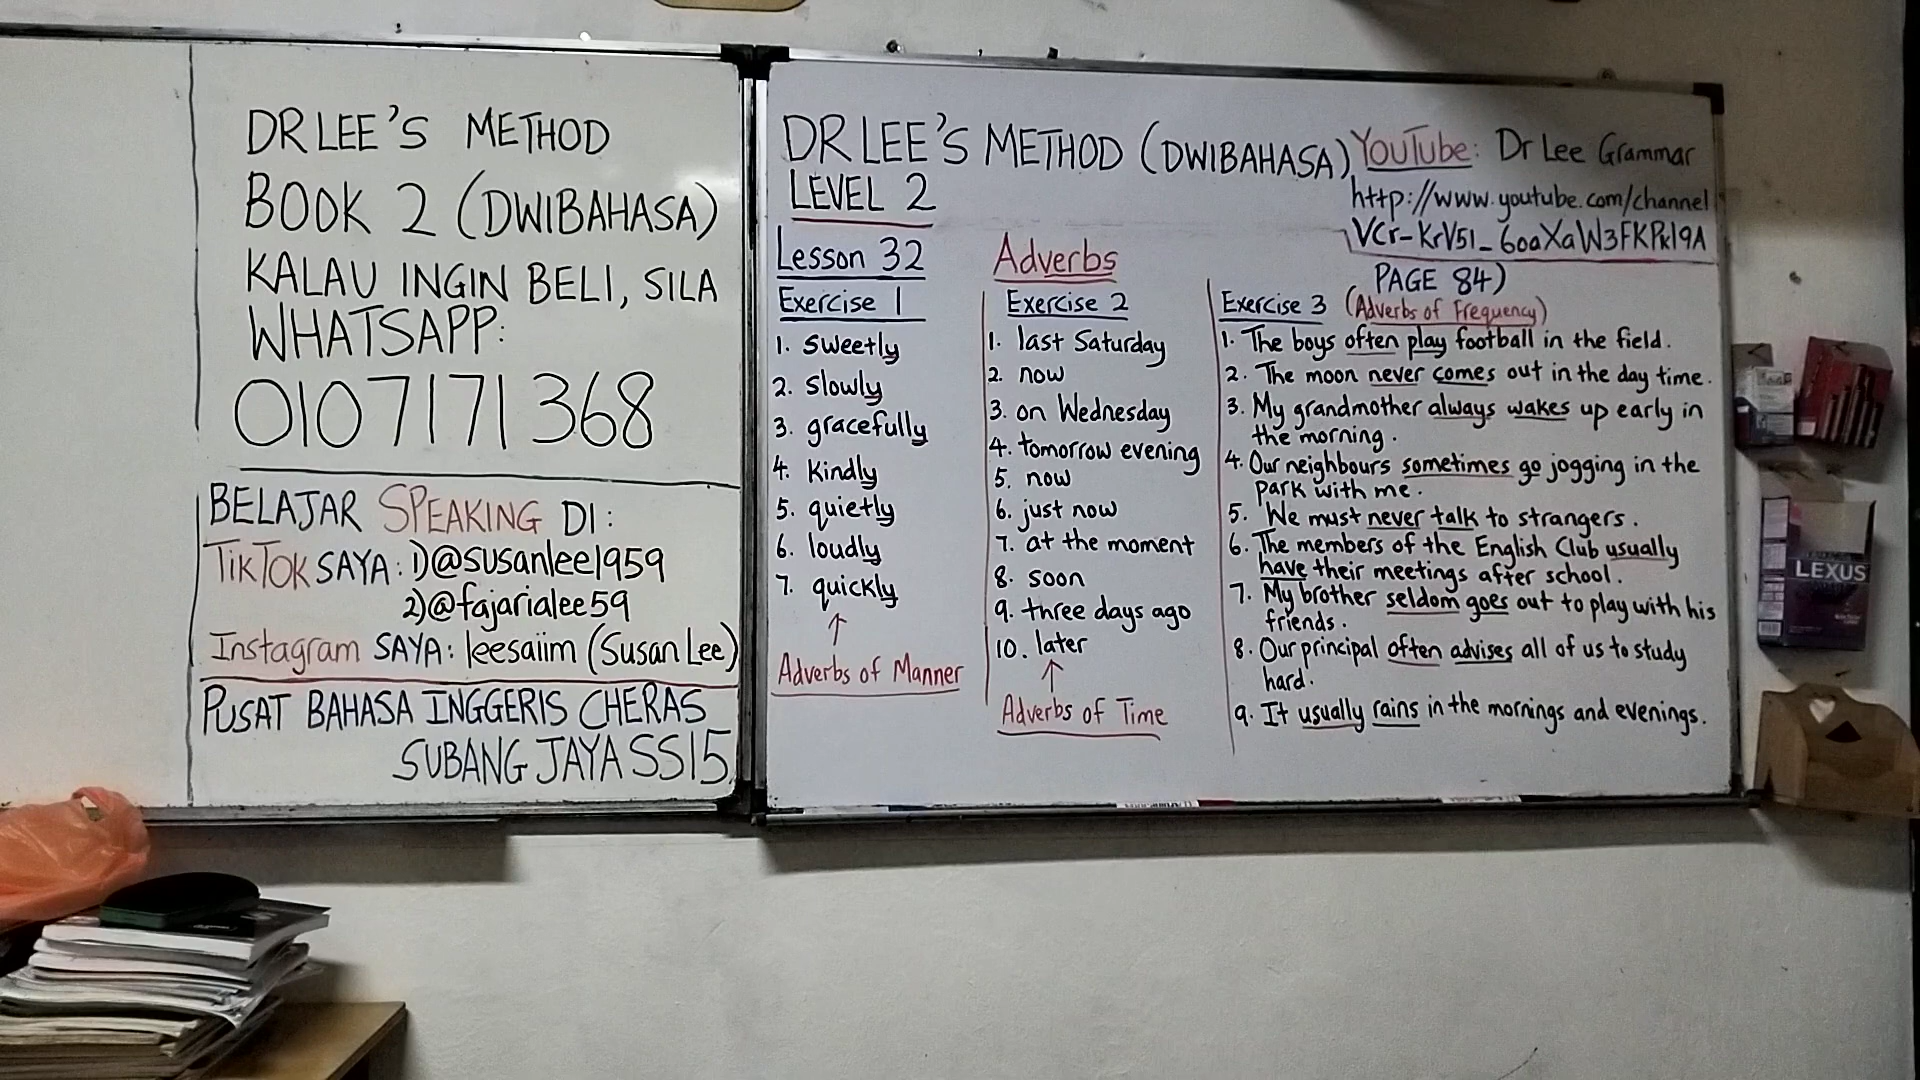 DR LEE'S METHOD
BOOK 2 (DWIBAHASA)
KALAU INGIN BELI, SILA
WHATSAPP:
0107171368
BELAJAR SPEAKING DI:
TIKTOK SAYA: 1)@susanlee1959
2)@fajarialee59
Instagram SAYA: leesaiim (Susan Lee)
PUSAT BAHASA INGGERIS CHERAS
SUBANG JAYA SS15
DR LEE'S METHOD (DWIBAHASA)
LEVEL 2
YouTube: Dr Lee Grammar
http://www.youtube.com/channel
Lesson 32
Adverbs
PAGE 84)
Exercise 1
1. sweetly
2. slowly
3. gracefully
4. kindly
5. quietly
6. loudly
7. quickly
Adverbs of Manner
Exercise 2
1. last Saturday
2. now
3. on Wednesday
4. tomorrow evening
5. now
6. just now
7. at the moment
8. soon
9. three days ago
10. later
Adverbs of Time
Exercise 3 (Adverbs of Frequency)
1. The boys often play football in the field.
2. The moon never comes out in the day time.
3. My grandmother always wakes up early in
the morning.
4. Our neighbours sometimes go jogging in the
park with me.
5. We must never talk to strangers.
6. The members of the English Club usually
have their meetings after school.
7. My brother seldom goes out to play with his
friends.
8. Our principal often advises all of us to study
hard.
9. It usually rains in the mornings and evenings.
LEXUS